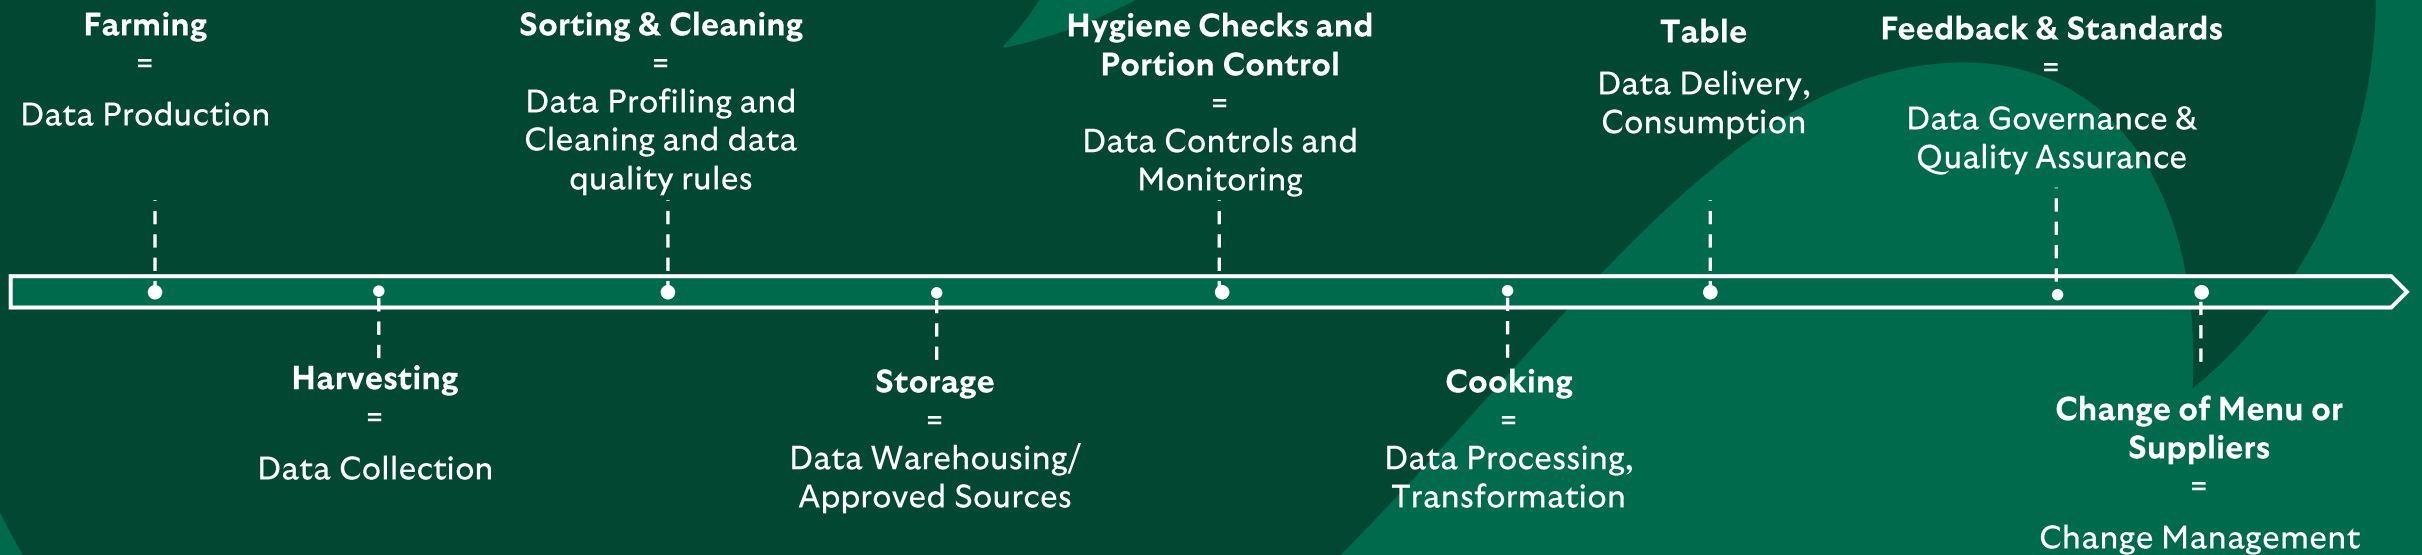 Farming
=
Data Production
Harvesting
=
Data Collection
Sorting & Cleaning
=
Data Profiling and
Cleaning and data
quality rules
Storage
=
Data Warehousing/
Approved Sources
Hygiene Checks and
Portion Control
=
Data Controls and
Monitoring
Cooking
=
Data Processing,
Transformation
Table
Data Delivery,
Consumption
Feedback & Standards
=
Data Governance &
Quality Assurance
Change of Menu or
Suppliers
=
Change Management